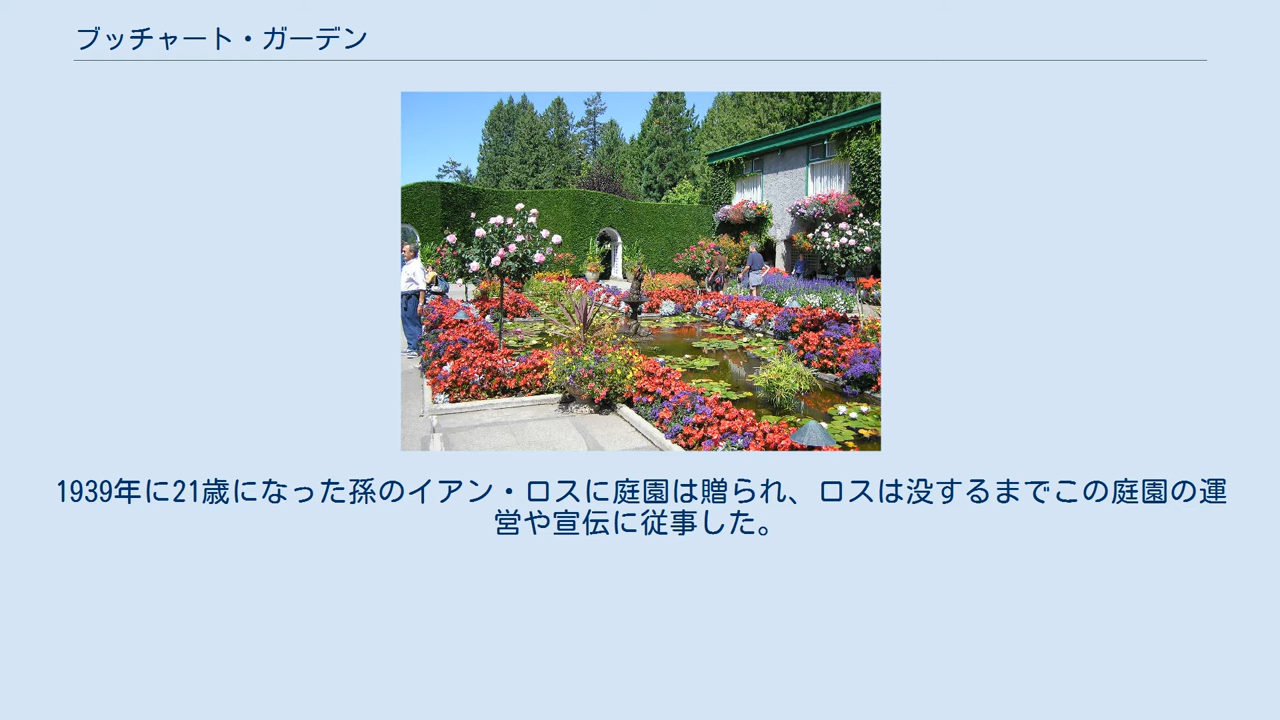 ブッチャート・ガーデン
1939年に21歳になった孫のイアン・ロスに庭園は贈られ、ロスは没するまでこの庭園の運
営や宣伝に従事した。